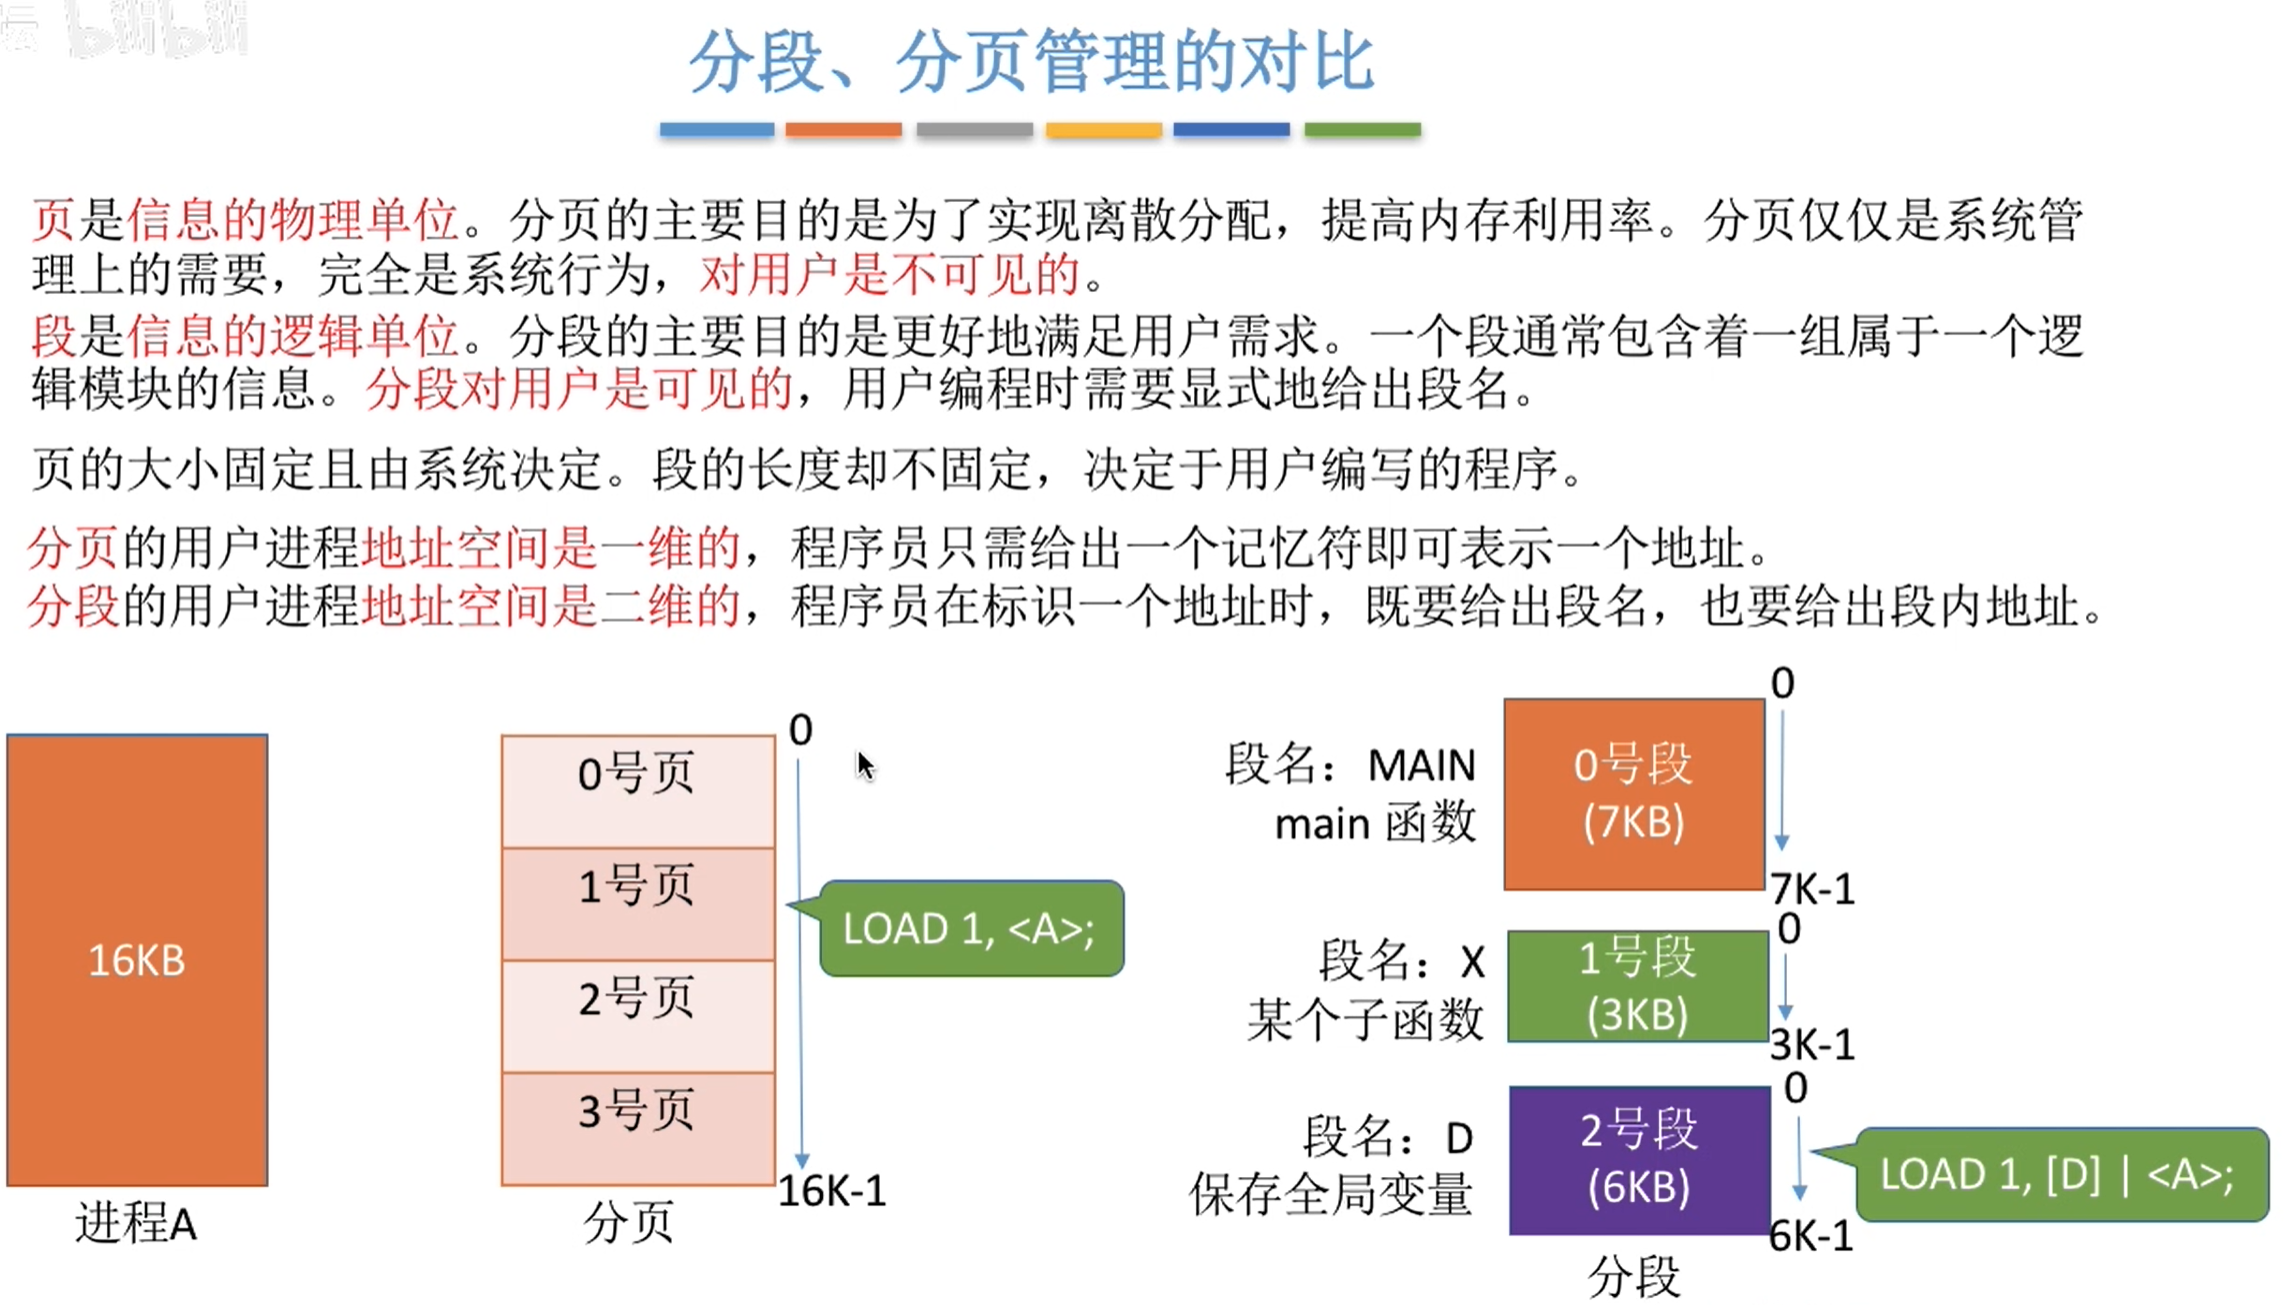 坛 bilibili
分段、分页管理的对比
页是信息的物理单位。分页的主要目的是为了实现离散分配，提高内存利用率。分页仅仅是系统管
理上的需要，完全是系统行为，对用户是不可见的。
段是信息的逻辑单位。分段的主要目的是更好地满足用户需求。一个段通常包含着一组属于一个逻
辑模块的信息。分段对用户是可见的，用户编程时需要显式地给出段名。
页的大小固定且由系统决定。段的长度却不固定，决定于用户编写的程序。
分页的用户进程地址空间是一维的，程序员只需给出一个记忆符即可表示一个地址。
分段的用户进程地址空间是二维的，程序员在标识一个地址时，既要给出段名，也要给出段内地址。
16KB
进程A
0号页
1号页
2号页
3号页
0
16K-1
LOAD 1, <A>;
分页
段名：MAIN
main 函数
0号段
(7KB)
0
7K-1
段名：X
某个子函数
1号段
(3KB)
0
3K-1
段名：D
保存全局变量
2号段
(6KB)
0
6K-1
LOAD 1, [D] | <A>;
分段